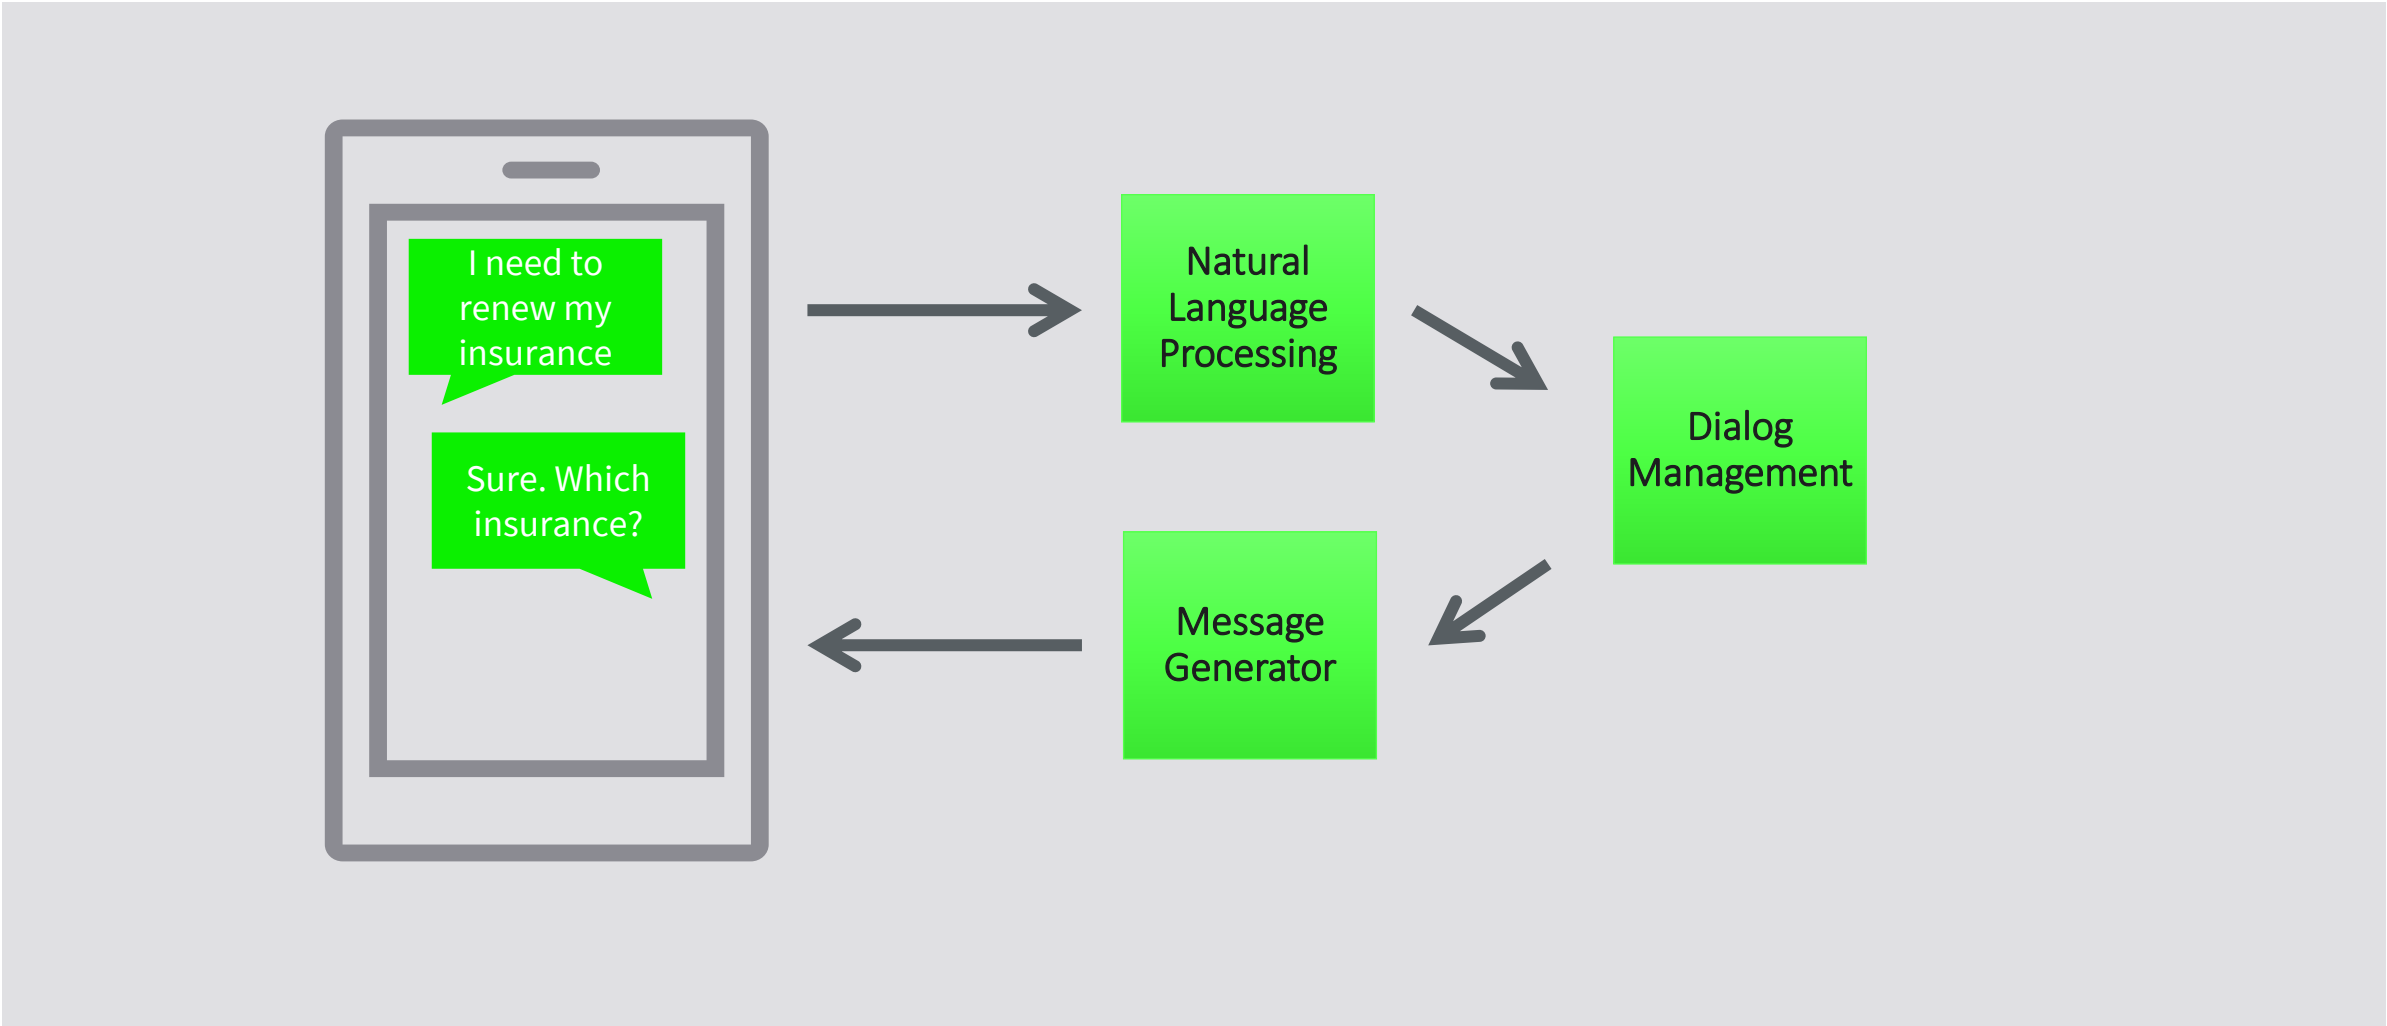 I need to
renew my
insurance
Sure. Which
insurance?
Natural
Language
Processing
Dialog
Management
Message
Generator